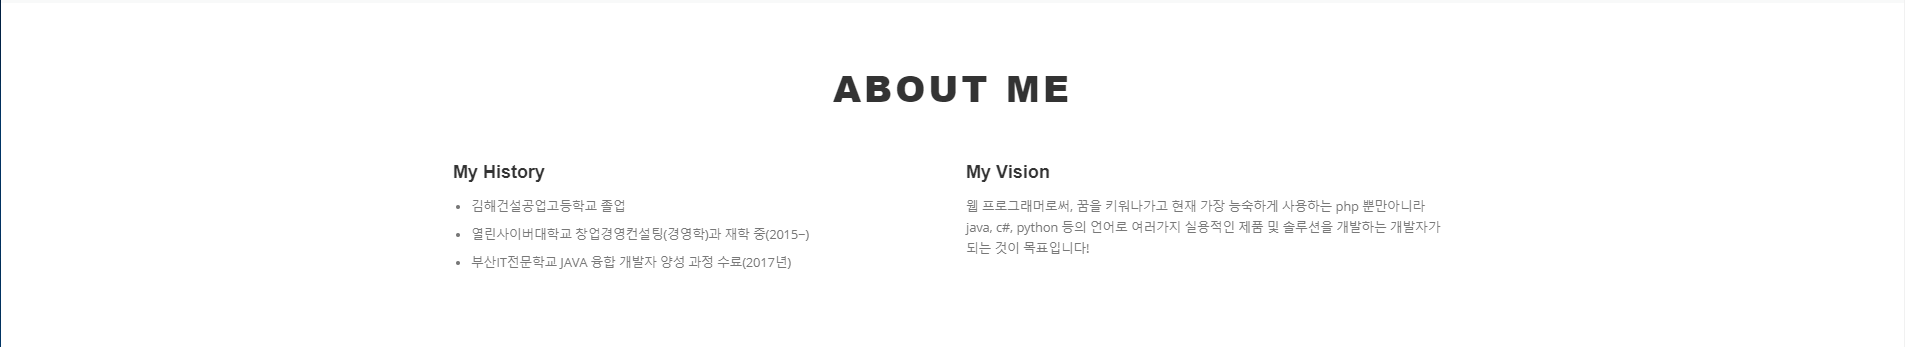 ABOUT ME
My History
김해건설공업고등학교 졸업
열린사이버대학교 창업경영컨설팅(경영학)과 재학 중(2015~)
부산IT전문학교 JAVA 융합 개발자 양성 과정 수료(2017년)
My Vision
웹 프로그래머로써, 꿈을 키워나가고 현재 가장 능숙하게 사용하는 php 뿐만아니라
java, c#, python 등의 언어로 여러가지 실용적인 제품 및 솔루션을 개발하는 개발자가
되는 것이 목표입니다!